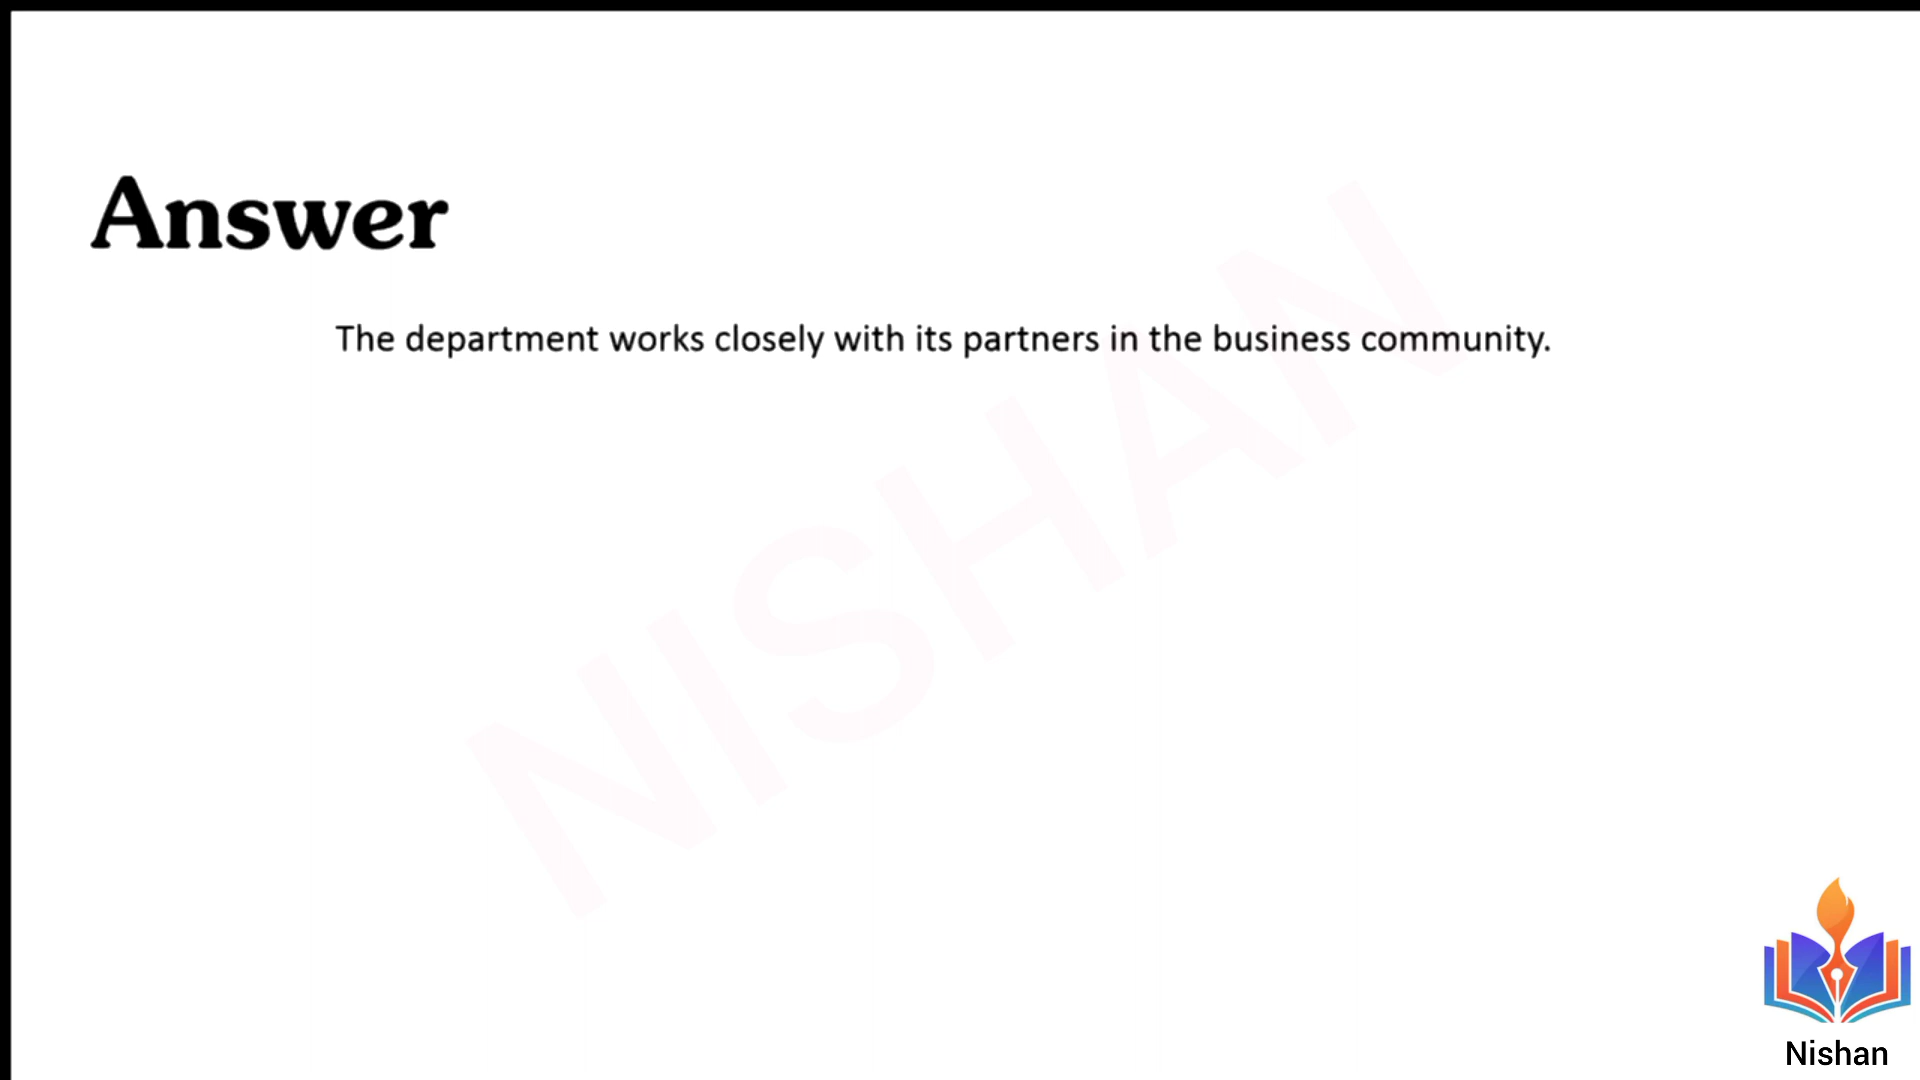 Answer
The department works closely with its partners in the business community.
NISHAN
Nishan